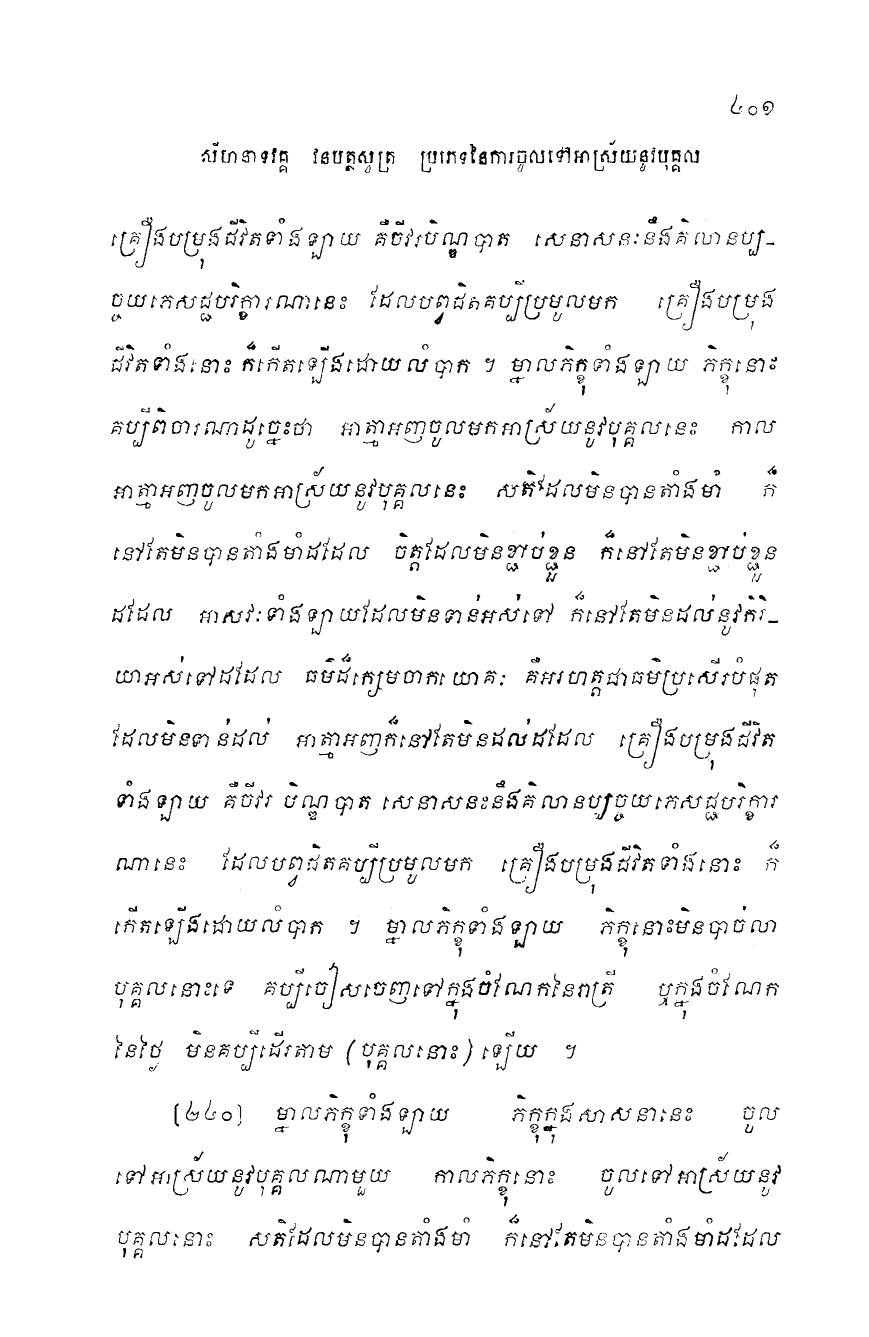 ៤០១
សីហនាទវគ្គ វនបត្ថសូត្រ ប្រភេទនៃការចូលទៅអាស្រ័យនូវបុគ្គល
គ្រឿងបម្រុងជីវិតទាំងឡាយ គឺចីវរបិណ្ឌបាត សេនាសនៈនឹងគិលានប្ប-
ច្ចយភេសជ្ជបរិក្ខារណានេះ ដែលបព្វជិតគប្បីប្រមូលមក គ្រឿងបម្រុង
ជីវិតទាំងនោះ ក៏កើតឡើងដោយលំបាក ។ ម្នាលភិក្ខុទាំងឡាយ ភិក្ខុនោះ
គប្បីពិចារណាដូច្នេះថា អាត្មាអញចូលមកអាស្រ័យនូវបុគ្គលនេះ កាល
អាត្មាអញចូលមកអាស្រ័យនូវបុគ្គលនេះ សតិដែលមិនបានតាំងមាំ ក៏
នៅតែមិនបានតាំងមាំដដែល ចិត្តដែលមិនខ្ជាប់ខ្ជួន ក៏នៅតែមិនខ្ជាប់ខ្ជួន
ដដែល អាសវៈទាំងឡាយដែលមិនទាន់អស់ទៅ ក៏នៅតែមិនដល់នូវកិរិ-
យាអស់ទៅដដែល ធម៌ដ៏ក្សេមចាកយោគៈ គឺអរហត្តជាធម៌ប្រសើរបំផុត
ដែលមិនទាន់ដល់ អាត្មាអញក៏នៅតែមិនដល់ដដែល គ្រឿងបម្រុងជីវិត
ទាំងឡាយ គឺចីវរ បិណ្ឌបាត សេនាសនះនឹងគិលានប្បច្ចយភេសជ្ជបរិក្ខារ
ណានេះ ដែលបព្វជិតគប្បីប្រមូលមក គ្រឿងបម្រុងជីវិតទាំងនោះ ក៏
កើតឡើងដោយលំបាក ។ ម្នាលភិក្ខុទាំងឡាយ ភិក្ខុនោះមិនបាច់លា
បុគ្គលនោះទេ គប្បីចៀសចេញទៅក្នុងចំណែកនៃរាត្រី ឬក្នុងចំណែក
នៃថ្ងៃ មិនគប្បីដើរតាម (បុគ្គលនោះ) ឡើយ ។
[២៤០] ម្នាលភិក្ខុទាំងឡាយ ភិក្ខុក្នុងសាសនានេះ ចូល
ទៅអាស្រ័យនូវបុគ្គលណាមួយ កាលភិក្ខុនោះ ចូលទៅអាស្រ័យនូវ
បុគ្គលនោះ សតិដែលមិនបានតាំងមាំ ក៏នៅតែមិនបានតាំងមាំដដែល